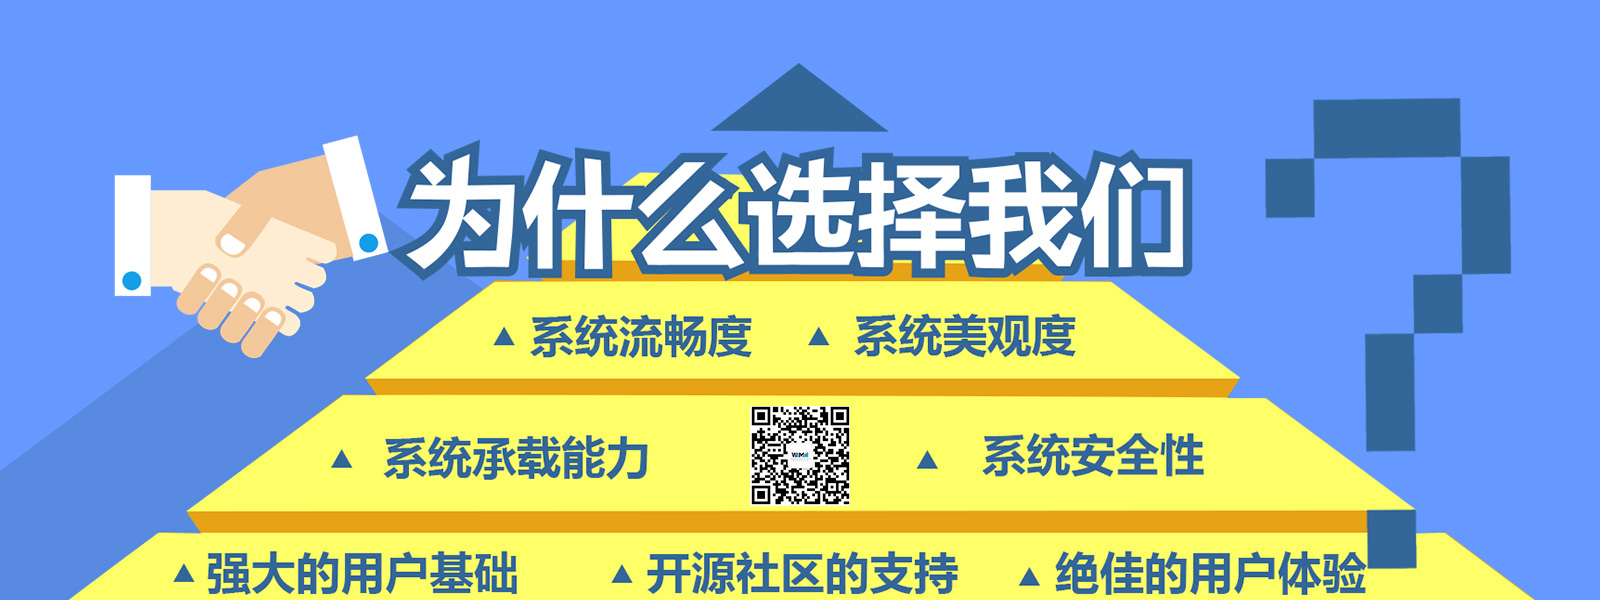 为什么选择我们
▲ 系统流畅度 ▲ 系统美观度
▲ 系统承载能力 ▲ 系统安全性
▲ 强大的用户基础 ▲ 开源社区的支持 ▲ 绝佳的用户体验